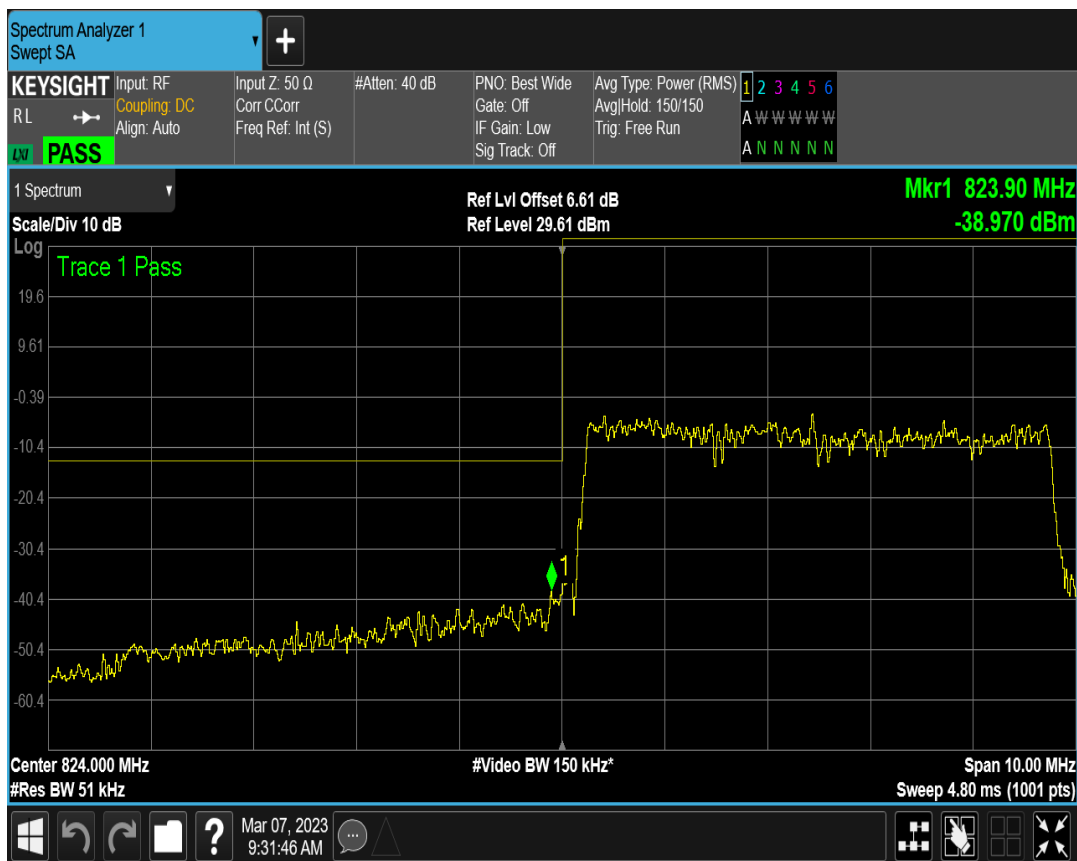 Spectrum Analyzer 1
Swept SA
+
KEYSIGHT
RL
LXI PASS
Input: RF
Coupling: DC
Align: Auto
Input Z: 50 Ω
Corr CCorr
Freq Ref: Int (S)
#Atten: 40 dB
PNO: Best Wide
Gate: Off
IF Gain: Low
Sig Track: Off
Avg Type: Power (RMS)
Avg|Hold: 150/150
Trig: Free Run
1 2 3 4 5 6
A W W W W W
A N N N N N
1 Spectrum
Scale/Div 10 dB
Ref Lvl Offset 6.61 dB
Ref Level 29.61 dBm
Mkr1 823.90 MHz
-38.970 dBm
Log
Trace 1 Pass
19.6
9.61
-0.39
-10.4
-20.4
-30.4
-40.4
-50.4
-60.4
1
Center 824.000 MHz
#Res BW 51 kHz
#Video BW 150 kHz*
Span 10.00 MHz
Sweep 4.80 ms (1001 pts)
?
Mar 07, 2023
9:31:46 AM